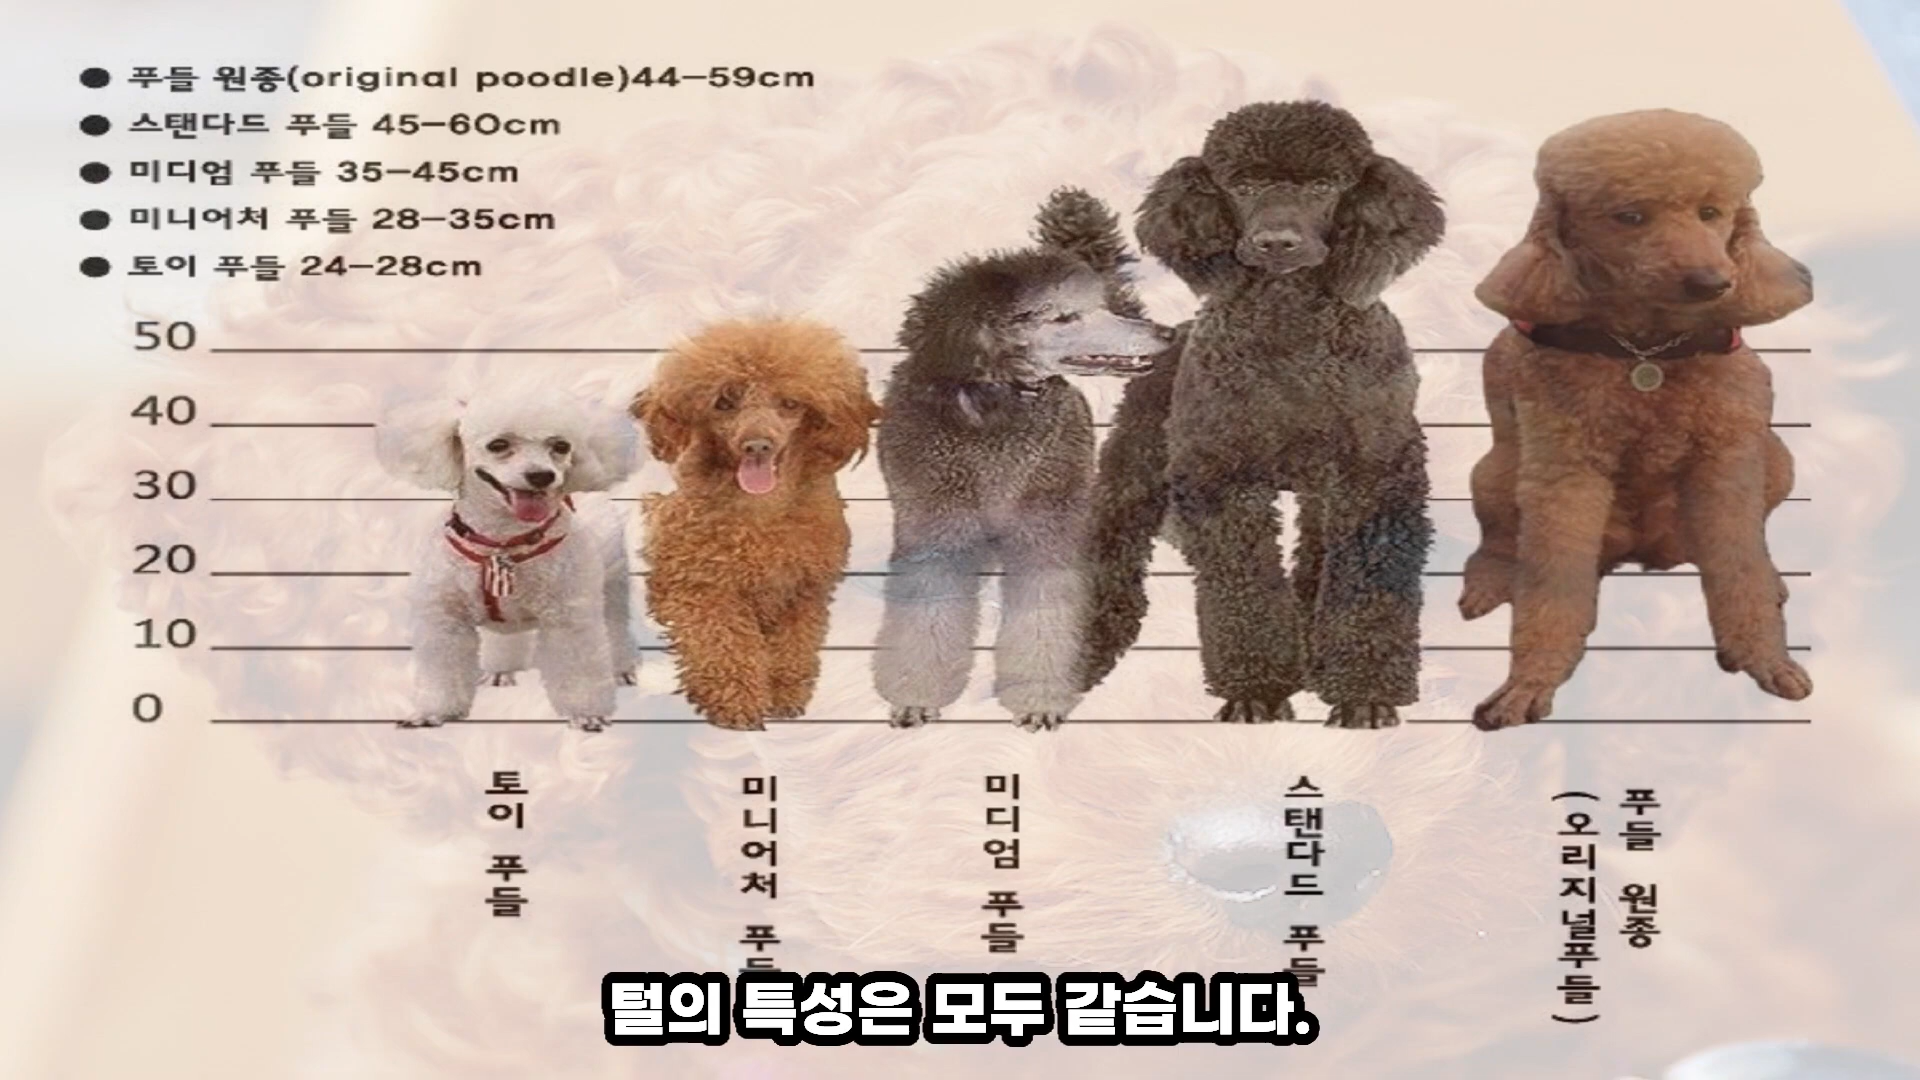 ● 푸들 원종(original poodle)44-59cm
● 스탠다드 푸들 45-60cm
● 미디엄 푸들 35-45cm
● 미니어처 푸들 28-35cm
● 토이 푸들 24-28cm
50
40
30
20
10
0
토이 푸들
미니어처 푸들
미디엄 푸들
스탠다드 푸들
푸들 원종
(오리지널푸들)
털의 특성은 모두 같습니다.